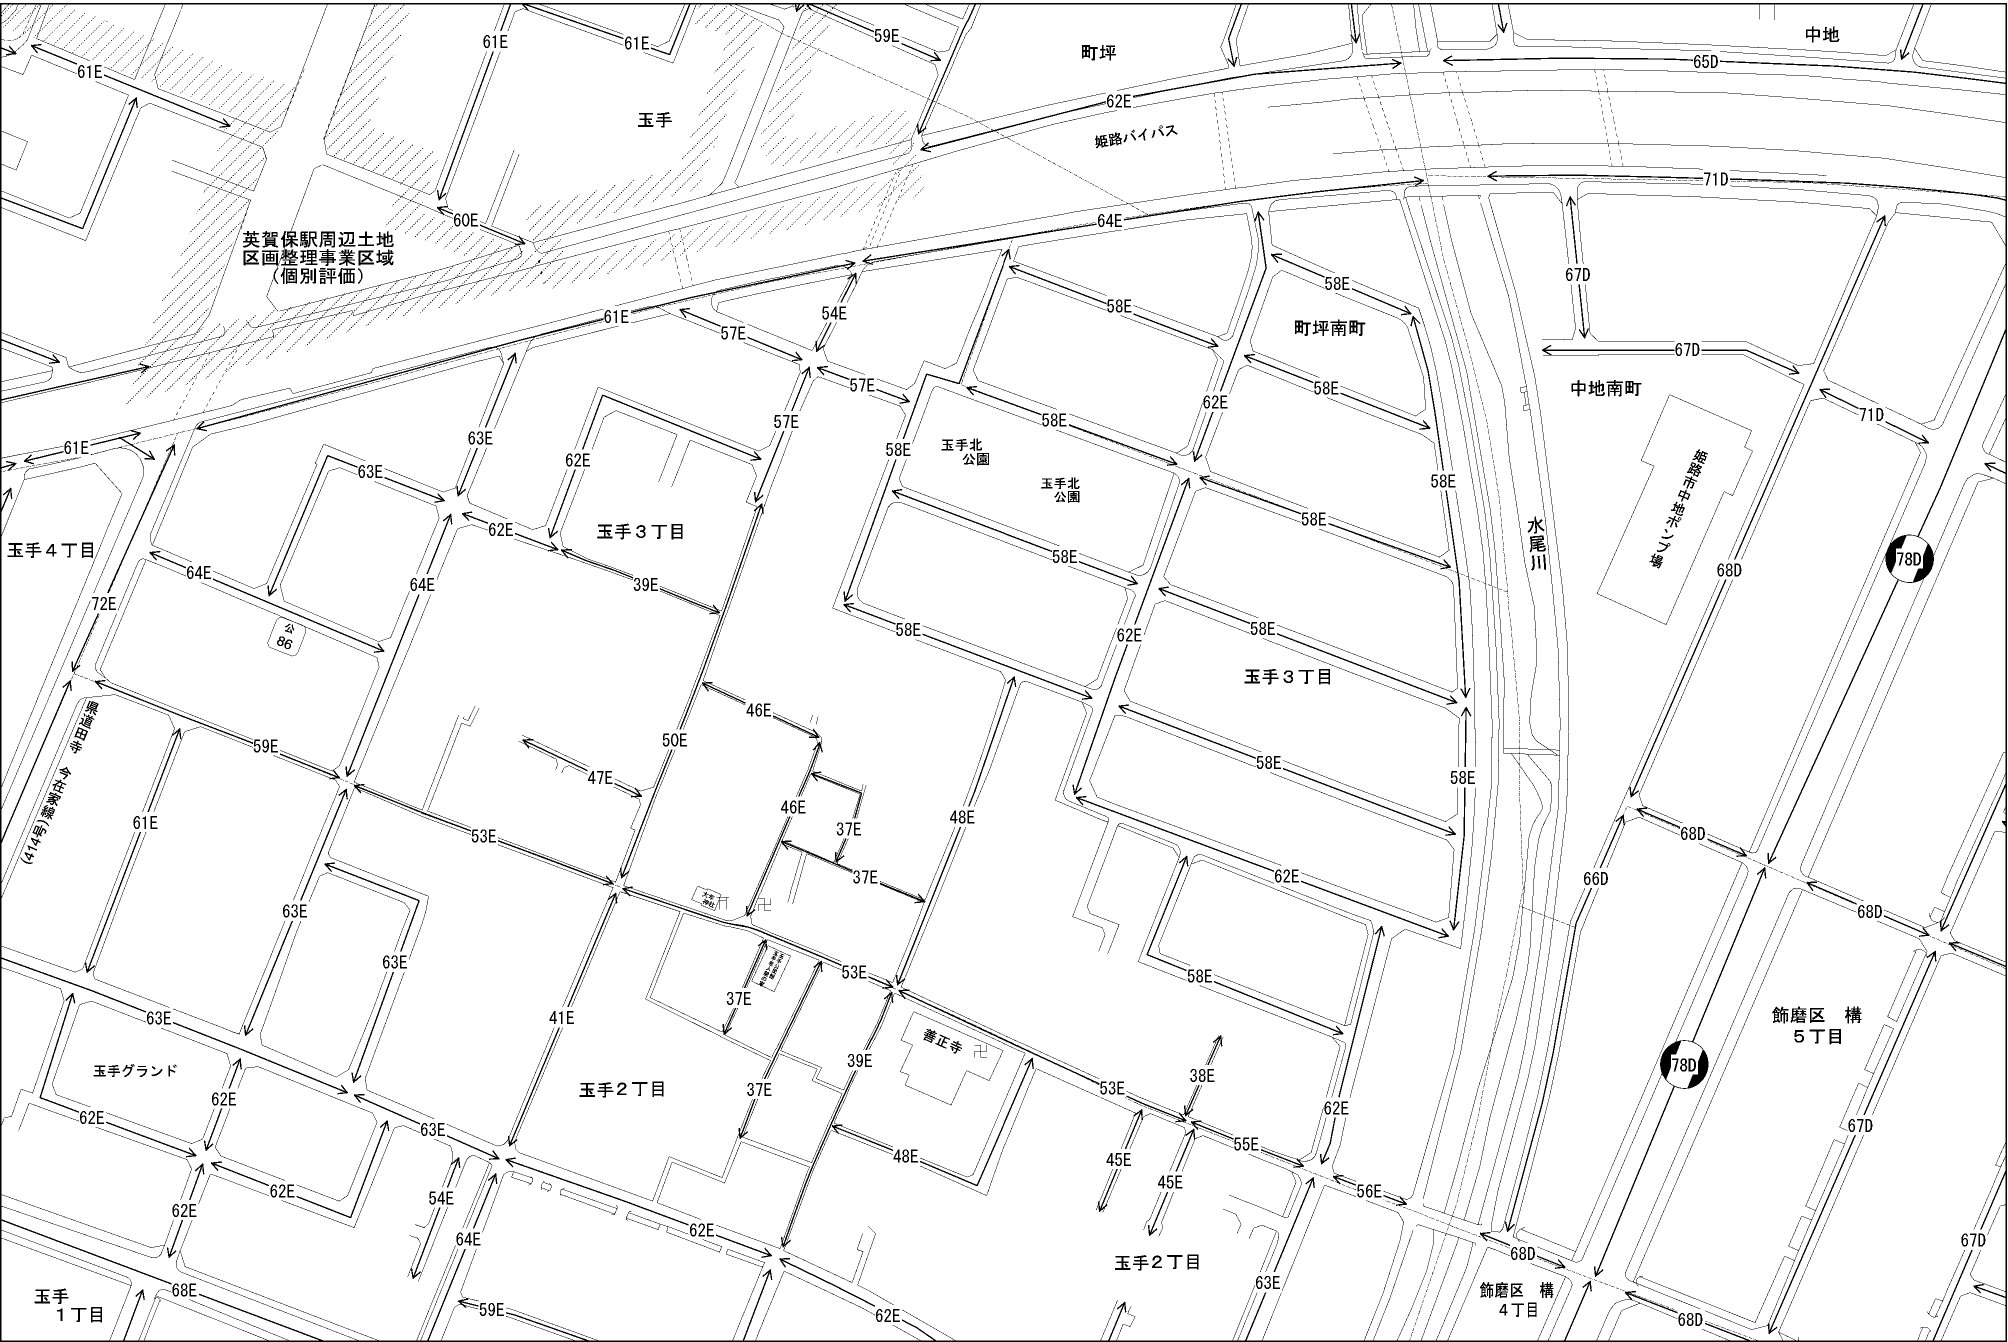 61E
61E
59E
町坪
中地
61E
65D
62E
玉手
姫路バイパス
71D
60E
64E
英賀保駅周辺土地
区画整理事業区域
(個別評価)
67D
58E
58E
54E
61E
57E
町坪南町
67D
57E
58E
中地南町
62E
71D
58E
57E
63E
61E
玉手北
公園
58E
62E
63E
玉手北
公園
58E
姫路市中地ポンプ場
58E
62E
玉手３丁目
水尾川
玉手４丁目
58E
78D
64E
64E
39E
68D
72E
公
86
58E
58E
62E
玉手３丁目
県道田寺　今在家線
(414号)
46E
59E
50E
58E
47E
58E
46E
61E
48E
37E
53E
68D
37E
62E
66D
63E
68D
大年
神社
63E
53E
58E
37E
63E
41E
飾磨区　構
５丁目
善正寺
39E
78D
玉手グランド
38E
53E
37E
玉手２丁目
62E
62E
62E
63E
67D
55E
48E
45E
45E
62E
54E
56E
62E
62E
64E
67D
68D
玉手２丁目
63E
68E
飾磨区　構
４丁目
玉手
１丁目
59E
62E
68D